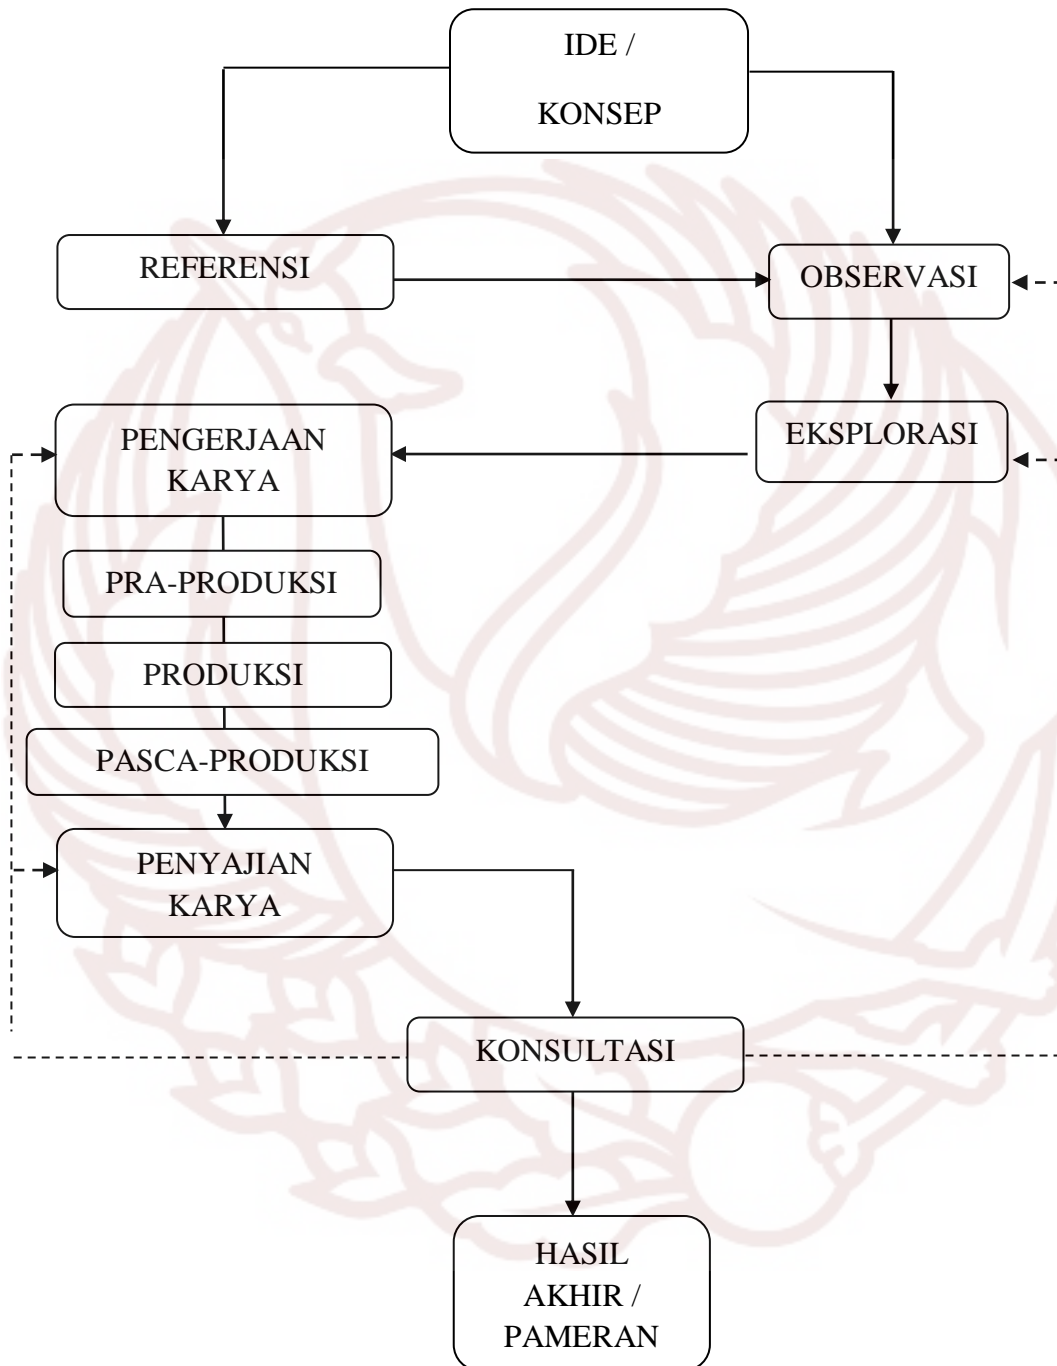 IDE /
KONSEP
REFERENSI
OBSERVASI
PENGERJAAN
KARYA
EKSPLORASI
PRA-PRODUKSI
PRODUKSI
PASCA-PRODUKSI
PENYAJIAN
KARYA
KONSULTASI
HASIL
AKHIR /
PAMERAN